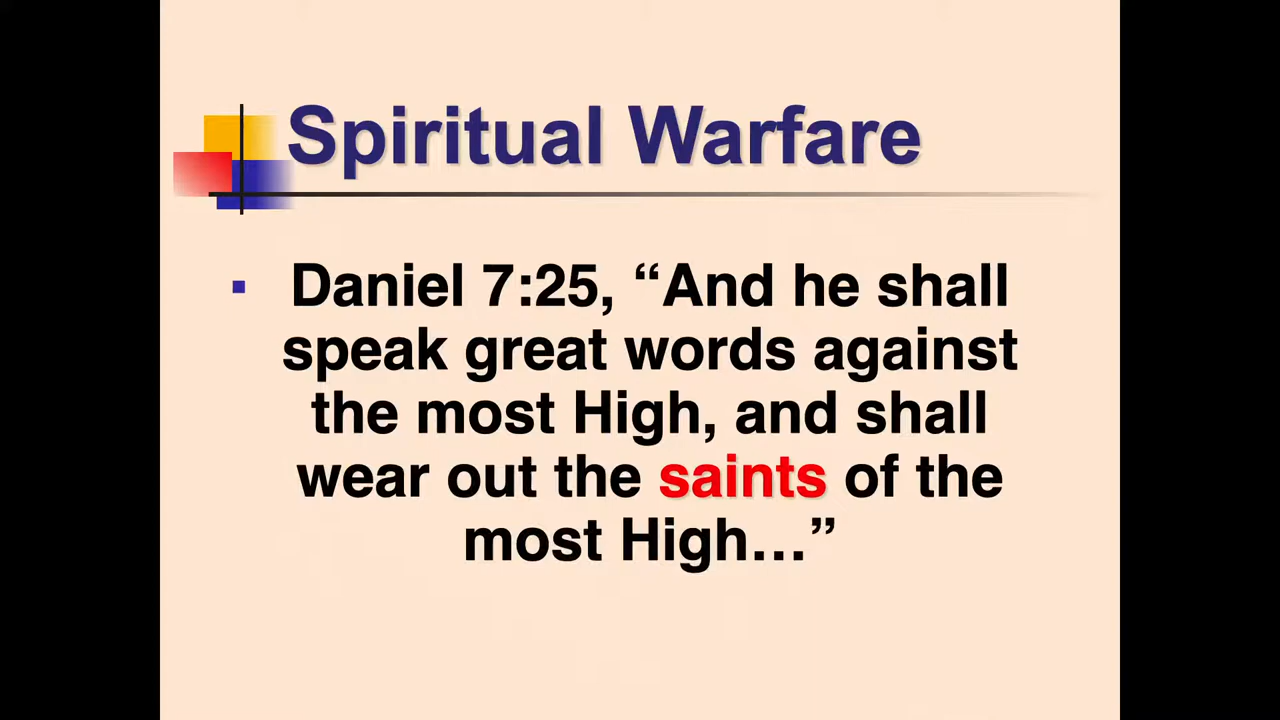 Spiritual Warfare
▪ Daniel 7:25, “And he shall
speak great words against
the most High, and shall
wear out the saints of the
most High…”